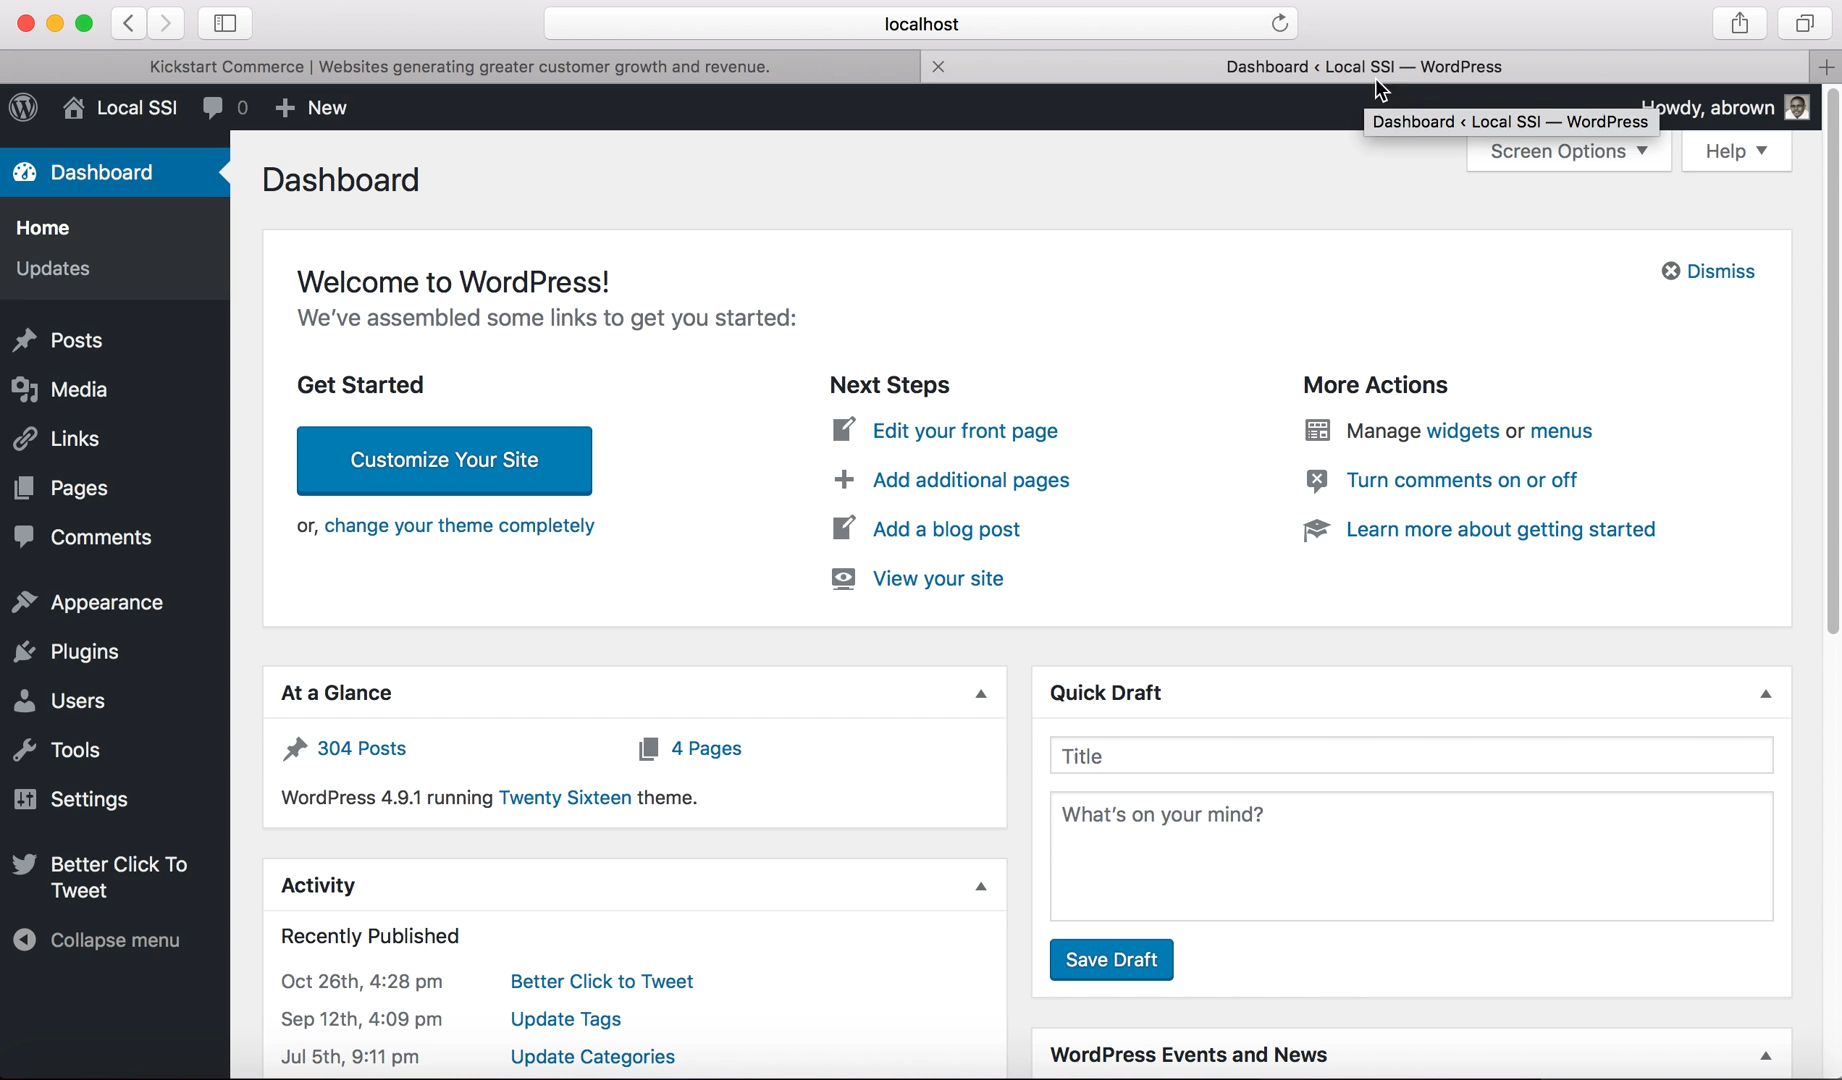 localhost
Kickstart Commerce | Websites generating greater customer growth and revenue.
Dashboard ‹ Local SSI — WordPress
Local SSI 0 New
Howdy, abrown
Dashboard ‹ Local SSI — WordPress
Screen Options Help
Dashboard
Home
Updates
Posts
Media
Links
Pages
Comments
Appearance
Plugins
Users
Tools
Settings
Better Click To
Tweet
Collapse menu
Dashboard
Welcome to WordPress!
We've assembled some links to get you started:
Dismiss
Get Started
Customize Your Site
or, change your theme completely
Next Steps
Edit your front page
Add additional pages
Add a blog post
View your site
More Actions
Manage widgets or menus
Turn comments on or off
Learn more about getting started
At a Glance
304 Posts 4 Pages
WordPress 4.9.1 running Twenty Sixteen theme.
Activity
Recently Published
Oct 26th, 4:28 pm Better Click to Tweet
Sep 12th, 4:09 pm Update Tags
Jul 5th, 9:11 pm Update Categories
Quick Draft
Title
What's on your mind?
Save Draft
WordPress Events and News